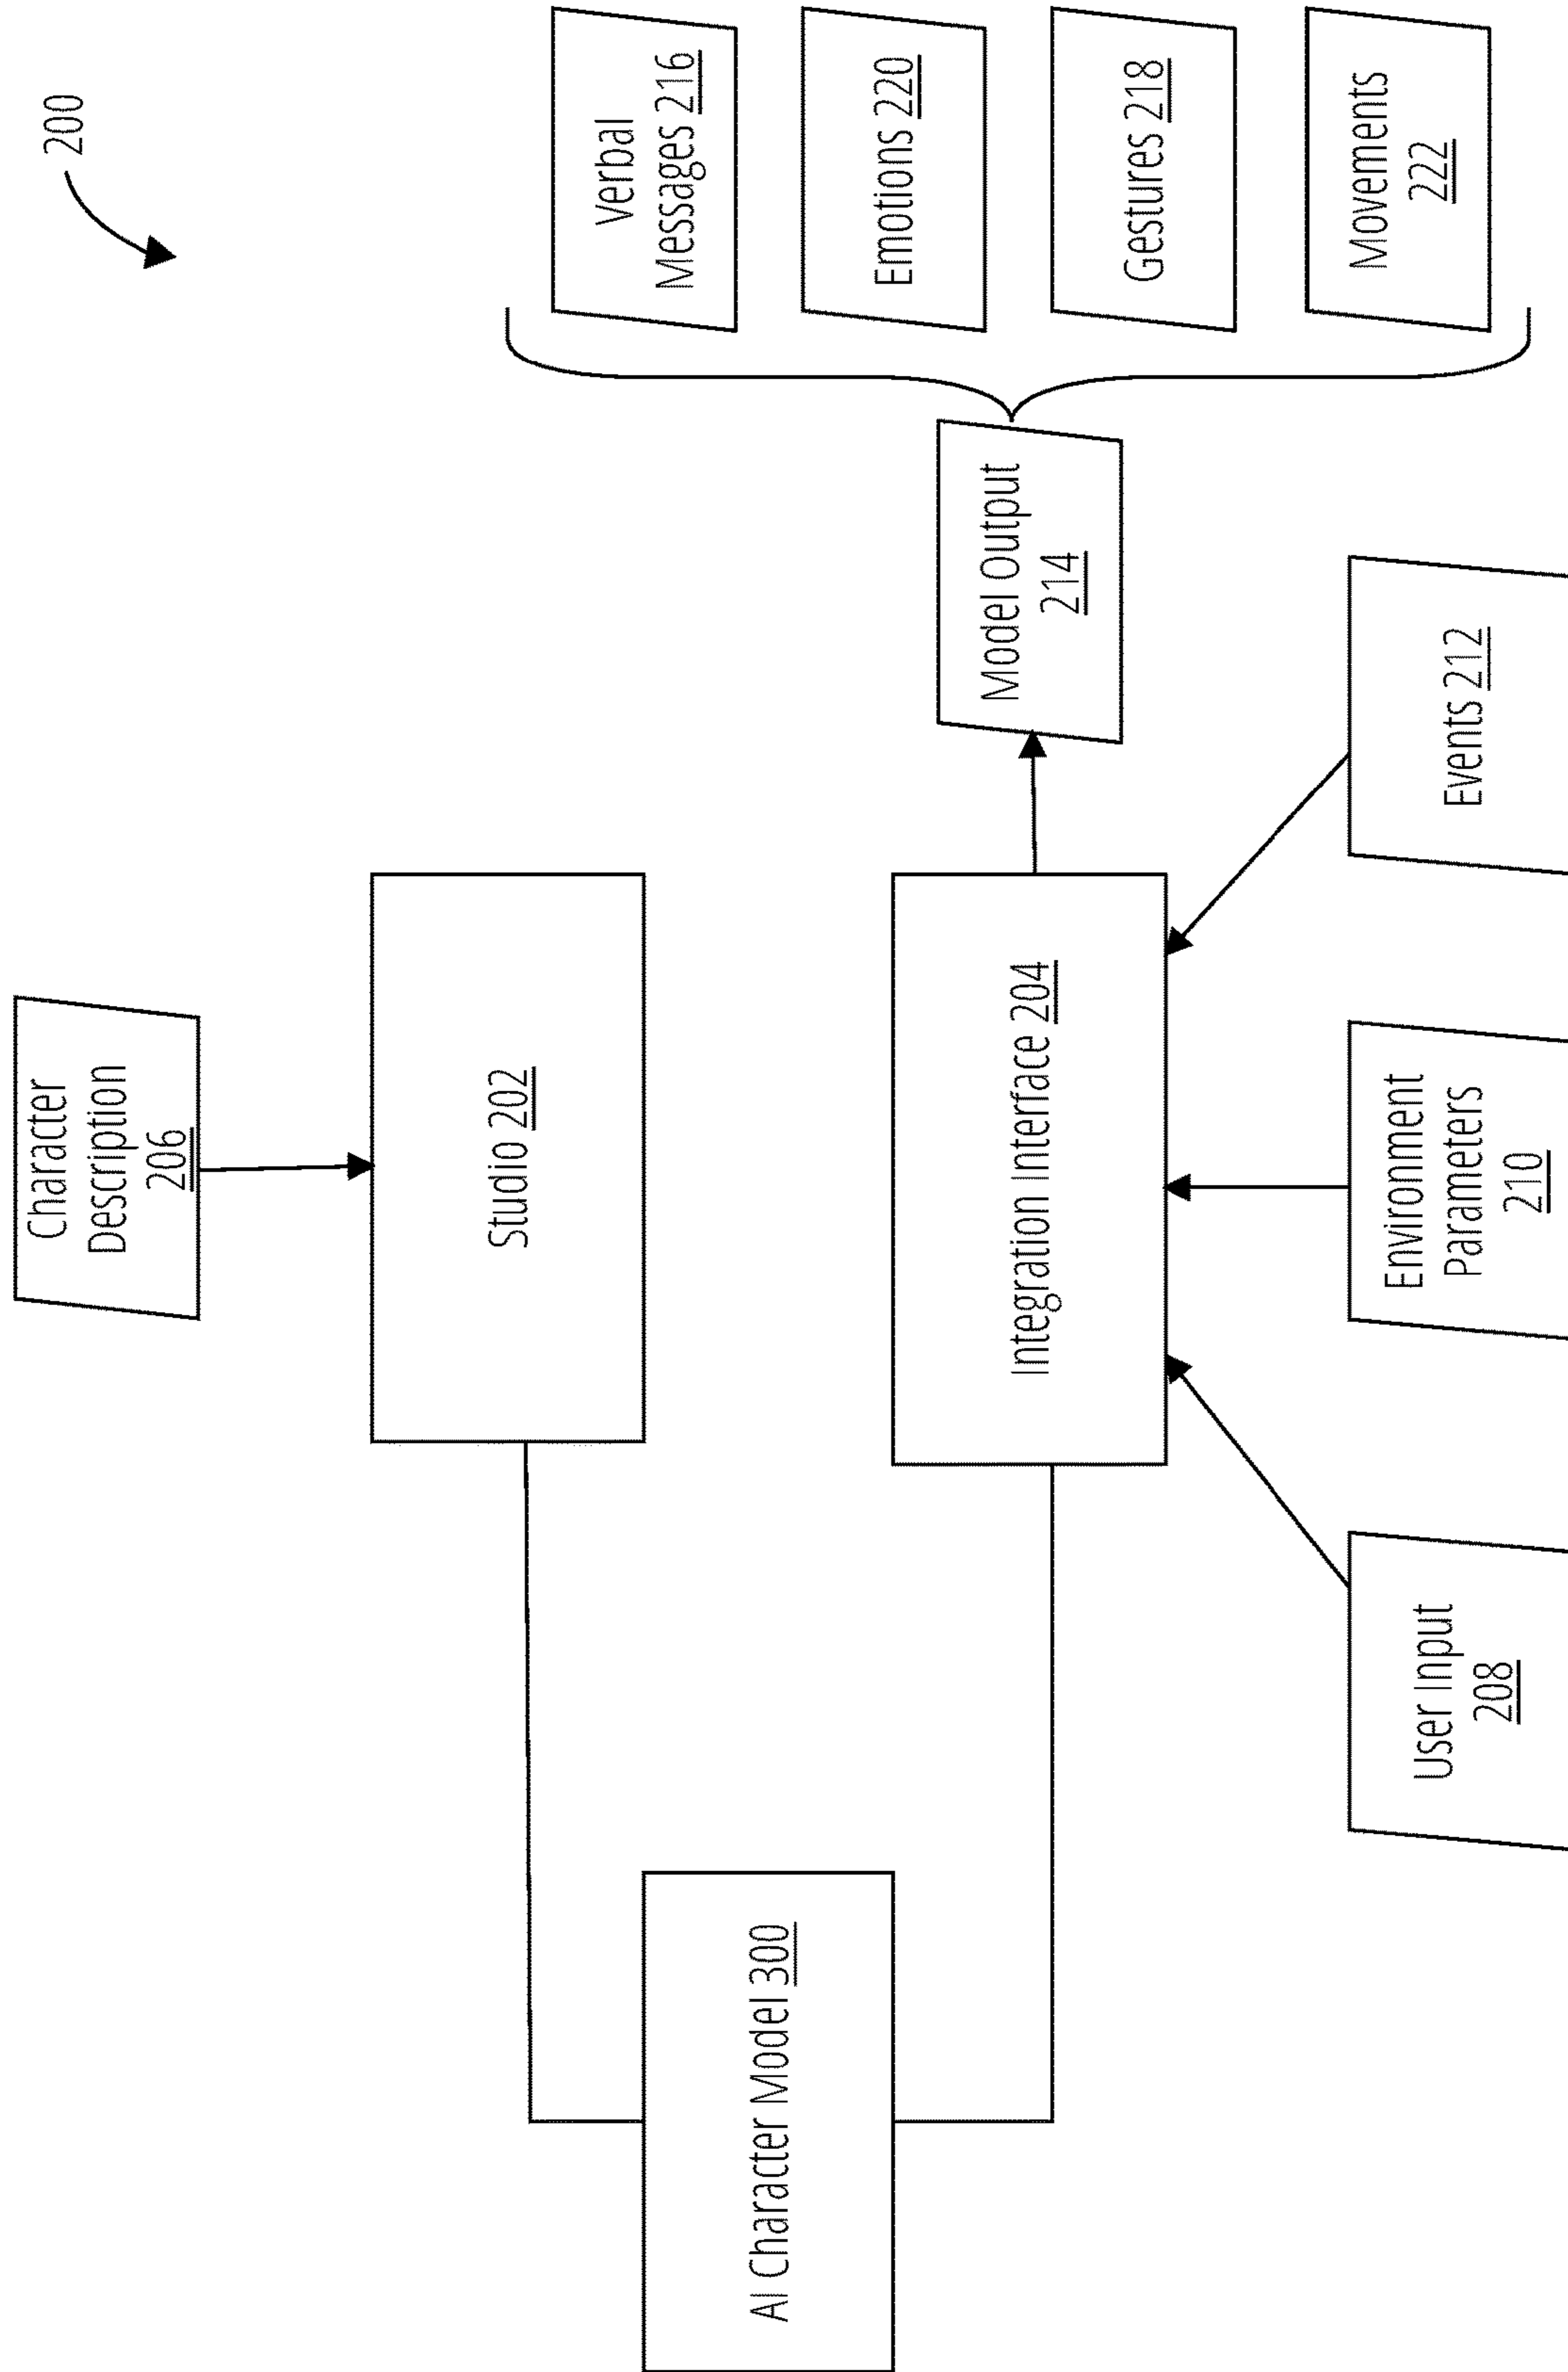 200
Character
Description
206
Studio 202
AI Character Model 300
Integration Interface 204
Model Output
214
Verbal
Messages 216
Emotions 220
Gestures 218
Movements
222
User Input
208
Environment
Parameters
210
Events 212